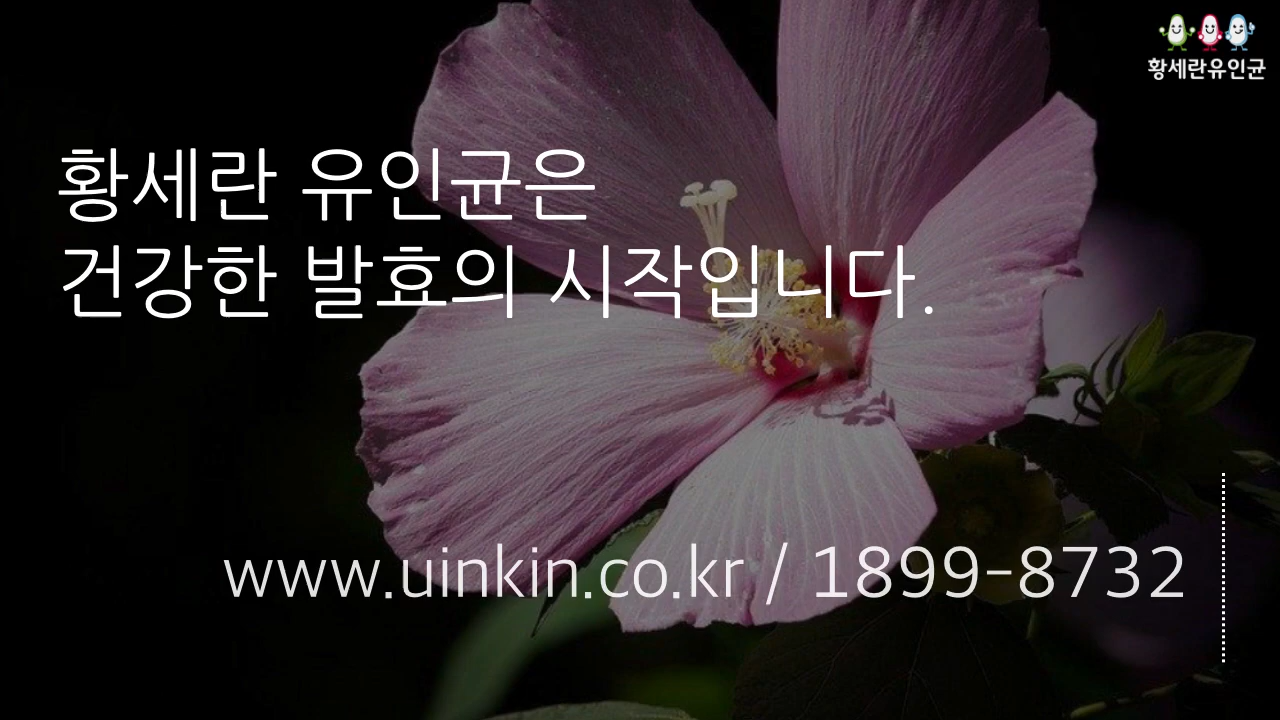 황세란유인균
황세란 유인균은
건강한 발효의 시작입니다.
www.uinkin.co.kr / 1899-8732